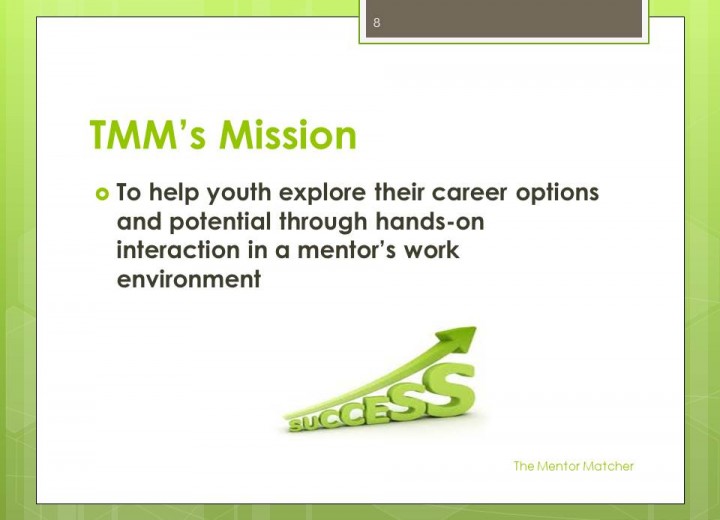 8
TMM’s Mission
To help youth explore their career options
and potential through hands-on
interaction in a mentor’s work
environment
SUCCESS
The Mentor Matcher